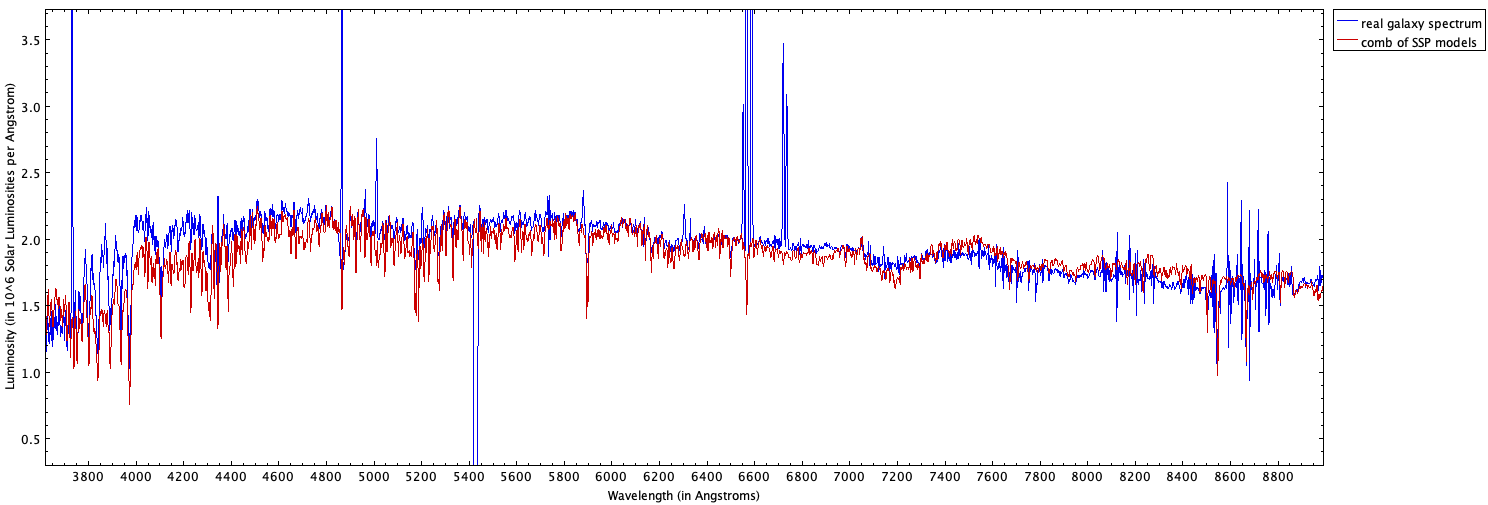 real galaxy spectrum
comb of SSP models
3.5
3.0
2.5
2.0
1.5
1.0
0.5
Luminosity (in 10^6 Solar Luminosities per Angstrom)
3800 4000 4200 4400 4600 4800 5000 5200 5400 5600 5800 6000 6200 6400 6600 6800 7000 7200 7400 7600 7800 8000 8200 8400 8600 8800
Wavelength (in Angstroms)